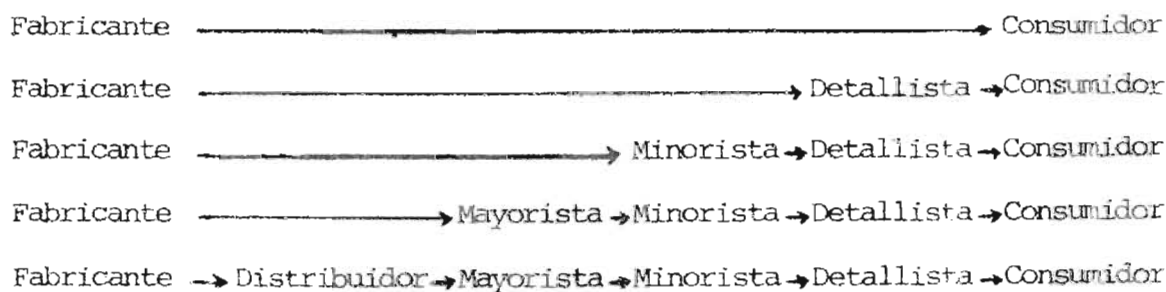 Fabricante → Consumidor
Fabricante → Detallista → Consumidor
Fabricante → Minorista → Detallista → Consumidor
Fabricante → Mayorista → Minorista → Detallista → Consumidor
Fabricante → Distribuidor → Mayorista → Minorista → Detallista → Consumidor